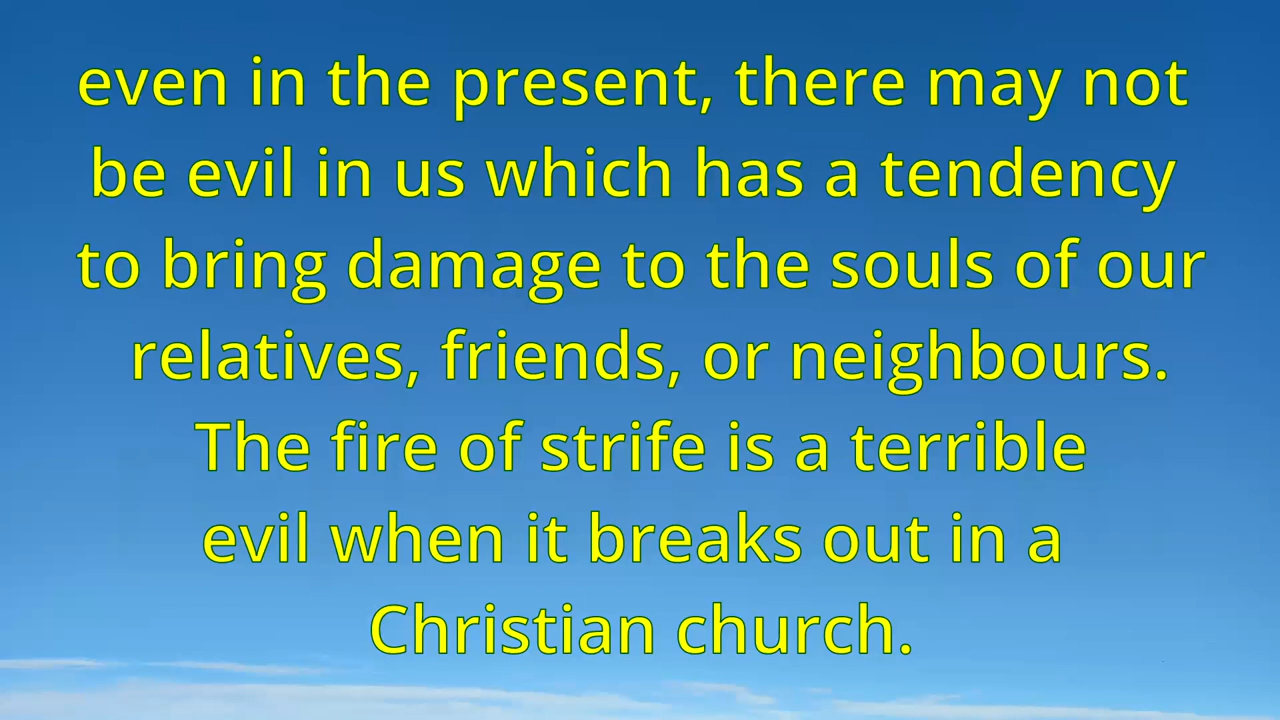 even in the present, there may not
be evil in us which has a tendency
to bring damage to the souls of our
relatives, friends, or neighbours.
The fire of strife is a terrible
evil when it breaks out in a
Christian church.